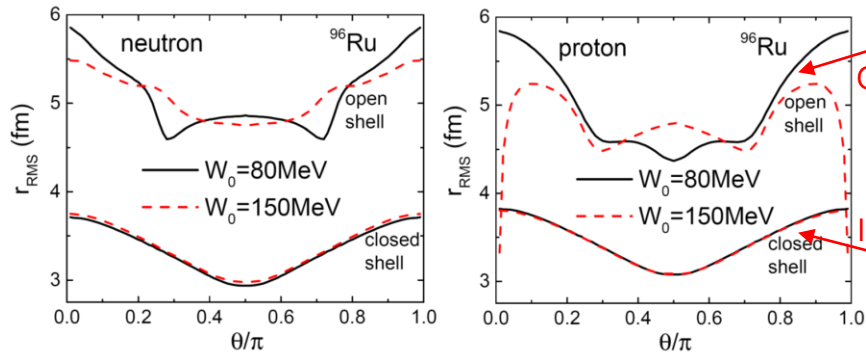 neutron
96Ru
open
shell
W₀=80MeV
W₀=150MeV
closed
shell
r_RMS (fm)
6
5
4
3
0.0 0.2 0.4 0.6 0.8 1.0
θ/π
proton
96Ru
open
shell
W₀=80MeV
W₀=150MeV
closed
shell
r_RMS (fm)
6
5
4
3
0.0 0.2 0.4 0.6 0.8 1.0
θ/π